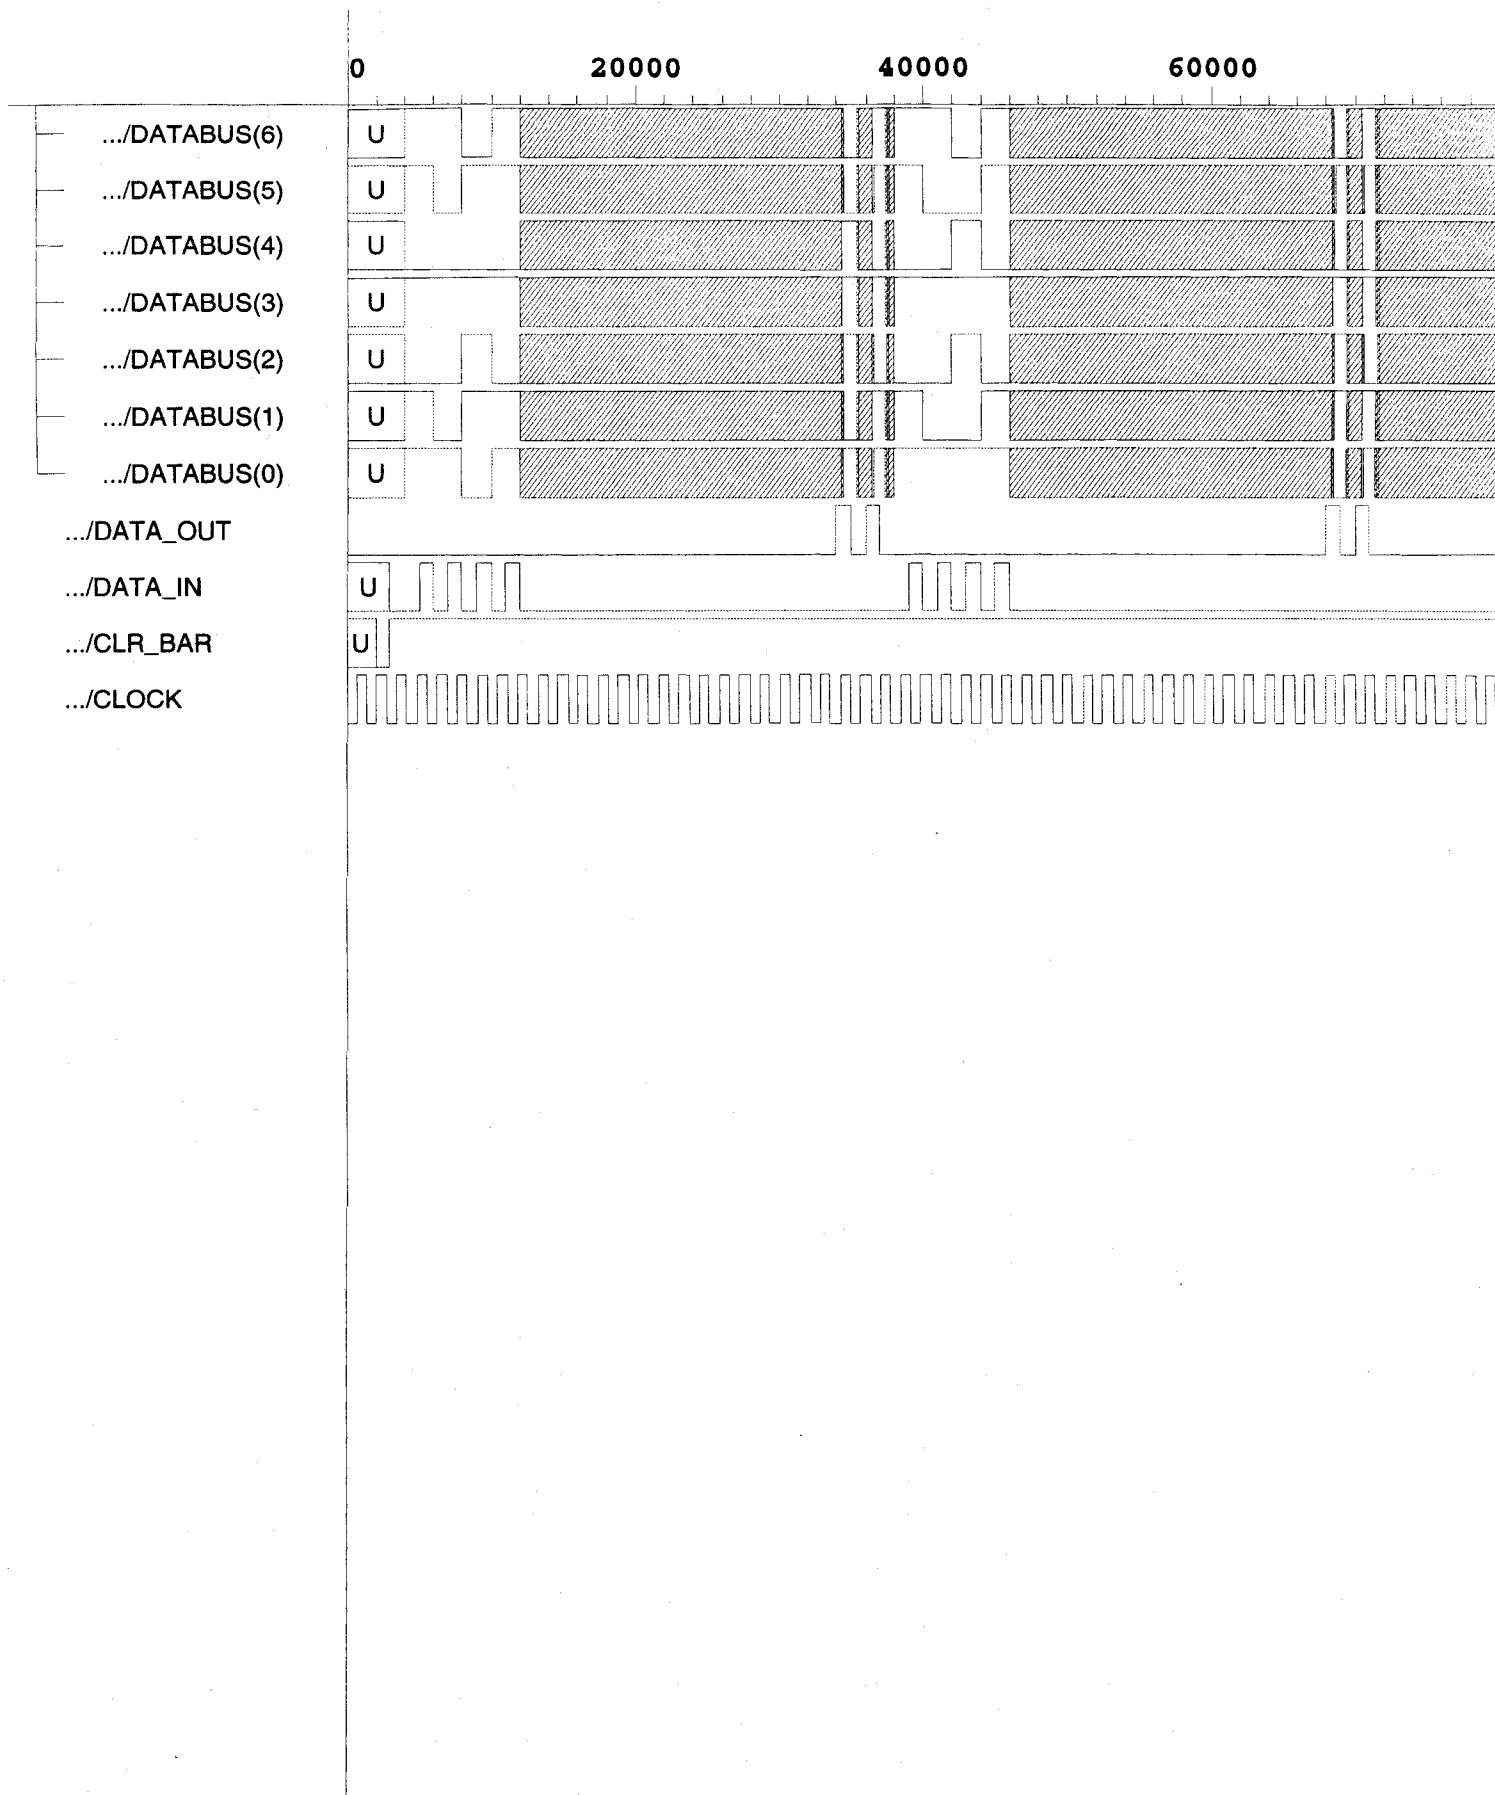 0 20000 40000 60000
.../DATABUS(6) U
.../DATABUS(5) U
.../DATABUS(4) U
.../DATABUS(3) U
.../DATABUS(2) U
.../DATABUS(1) U
.../DATABUS(0) U
.../DATA_OUT
.../DATA_IN U
.../CLR_BAR U
.../CLOCK